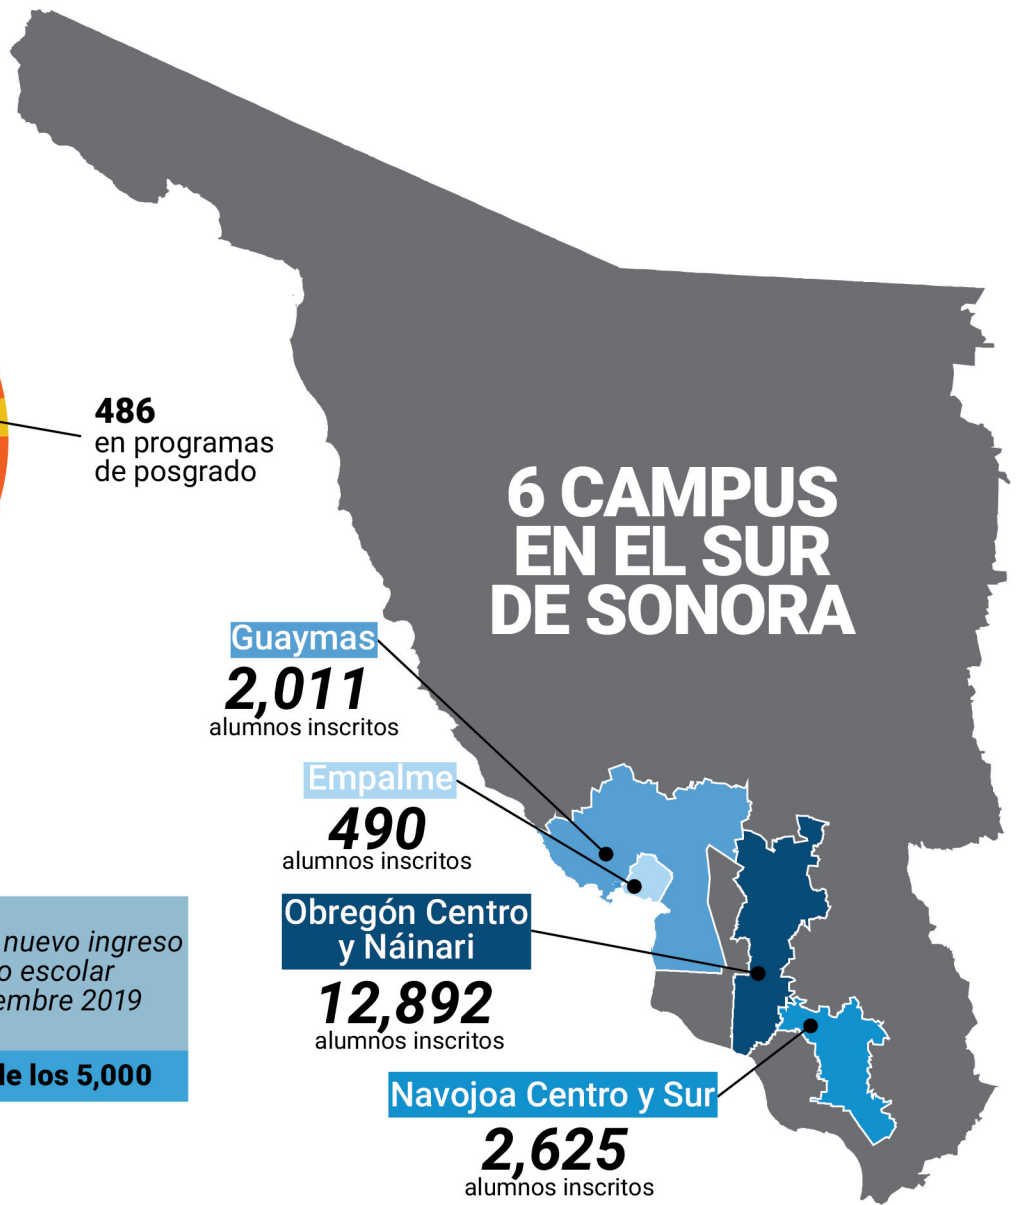 486
en programas
de posgrado
6 CAMPUS
EN EL SUR
DE SONORA
Guaymas
2,011
alumnos inscritos
Empalme
490
alumnos inscritos
Obregón Centro
y Náinari
12,892
alumnos inscritos
Navojoa Centro y Sur
2,625
alumnos inscritos
nuevo ingreso
o escolar
embre 2019
de los 5,000